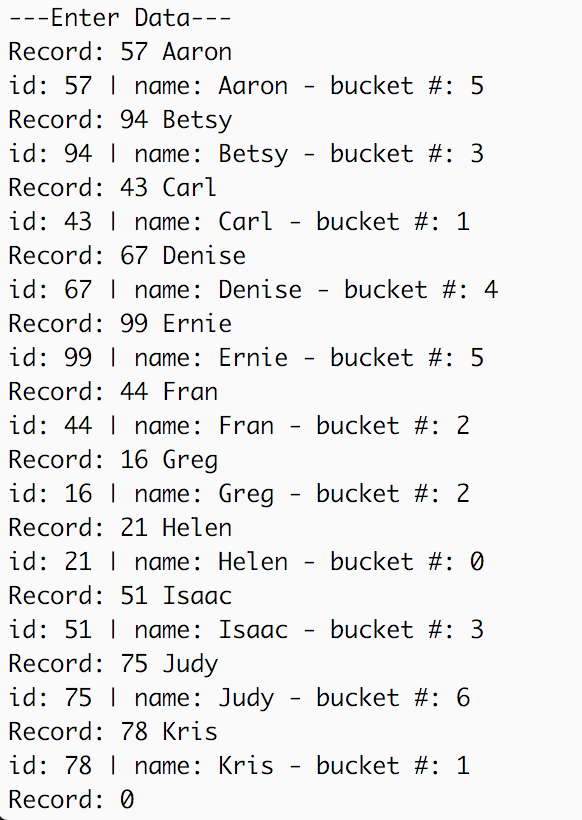 ---Enter Data---
Record: 57 Aaron
id: 57 | name: Aaron - bucket #: 5
Record: 94 Betsy
id: 94 | name: Betsy - bucket #: 3
Record: 43 Carl
id: 43 | name: Carl - bucket #: 1
Record: 67 Denise
id: 67 | name: Denise - bucket #: 4
Record: 99 Ernie
id: 99 | name: Ernie - bucket #: 5
Record: 44 Fran
id: 44 | name: Fran - bucket #: 2
Record: 16 Greg
id: 16 | name: Greg - bucket #: 2
Record: 21 Helen
id: 21 | name: Helen - bucket #: 0
Record: 51 Isaac
id: 51 | name: Isaac - bucket #: 3
Record: 75 Judy
id: 75 | name: Judy - bucket #: 6
Record: 78 Kris
id: 78 | name: Kris - bucket #: 1
Record: 0